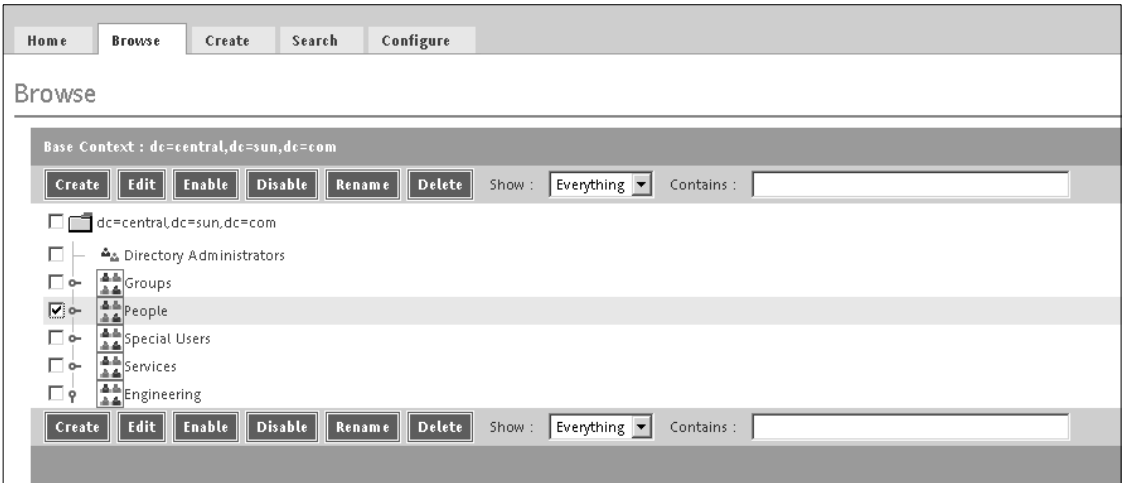 Home Browse Create Search Configure
Browse
Base Context : dc=central,dc=sun,dc=com
Create Edit Enable Disable Rename Delete Show : Everything Contains :
dc=central,dc=sun,dc=com
Directory Administrators
Groups
People
Special Users
Services
Engineering
Create Edit Enable Disable Rename Delete Show : Everything Contains :